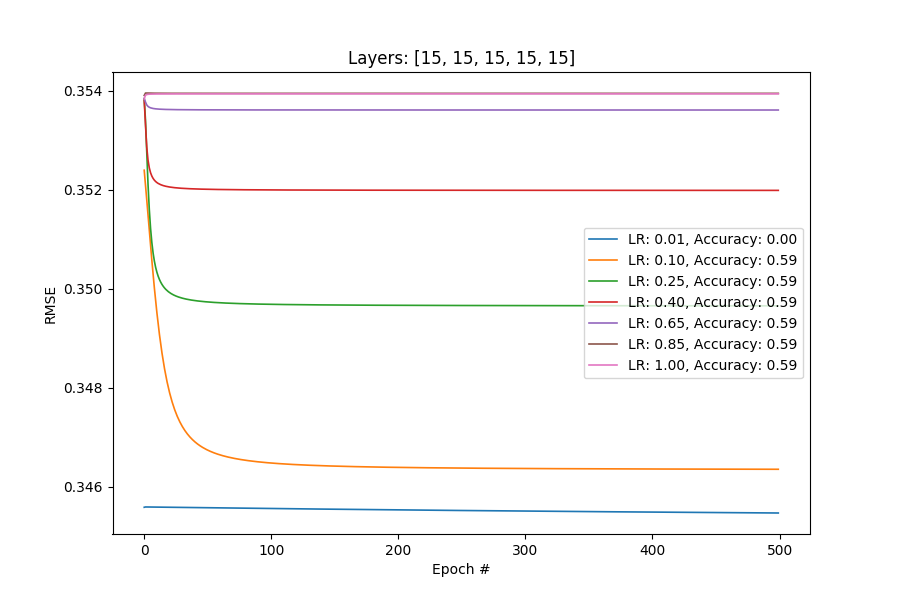 Layers: [15, 15, 15, 15, 15]
RMSE
0.354
0.352
0.350
0.348
0.346
LR: 0.01, Accuracy: 0.00
LR: 0.10, Accuracy: 0.59
LR: 0.25, Accuracy: 0.59
LR: 0.40, Accuracy: 0.59
LR: 0.65, Accuracy: 0.59
LR: 0.85, Accuracy: 0.59
LR: 1.00, Accuracy: 0.59
0 100 200 300 400 500
Epoch #